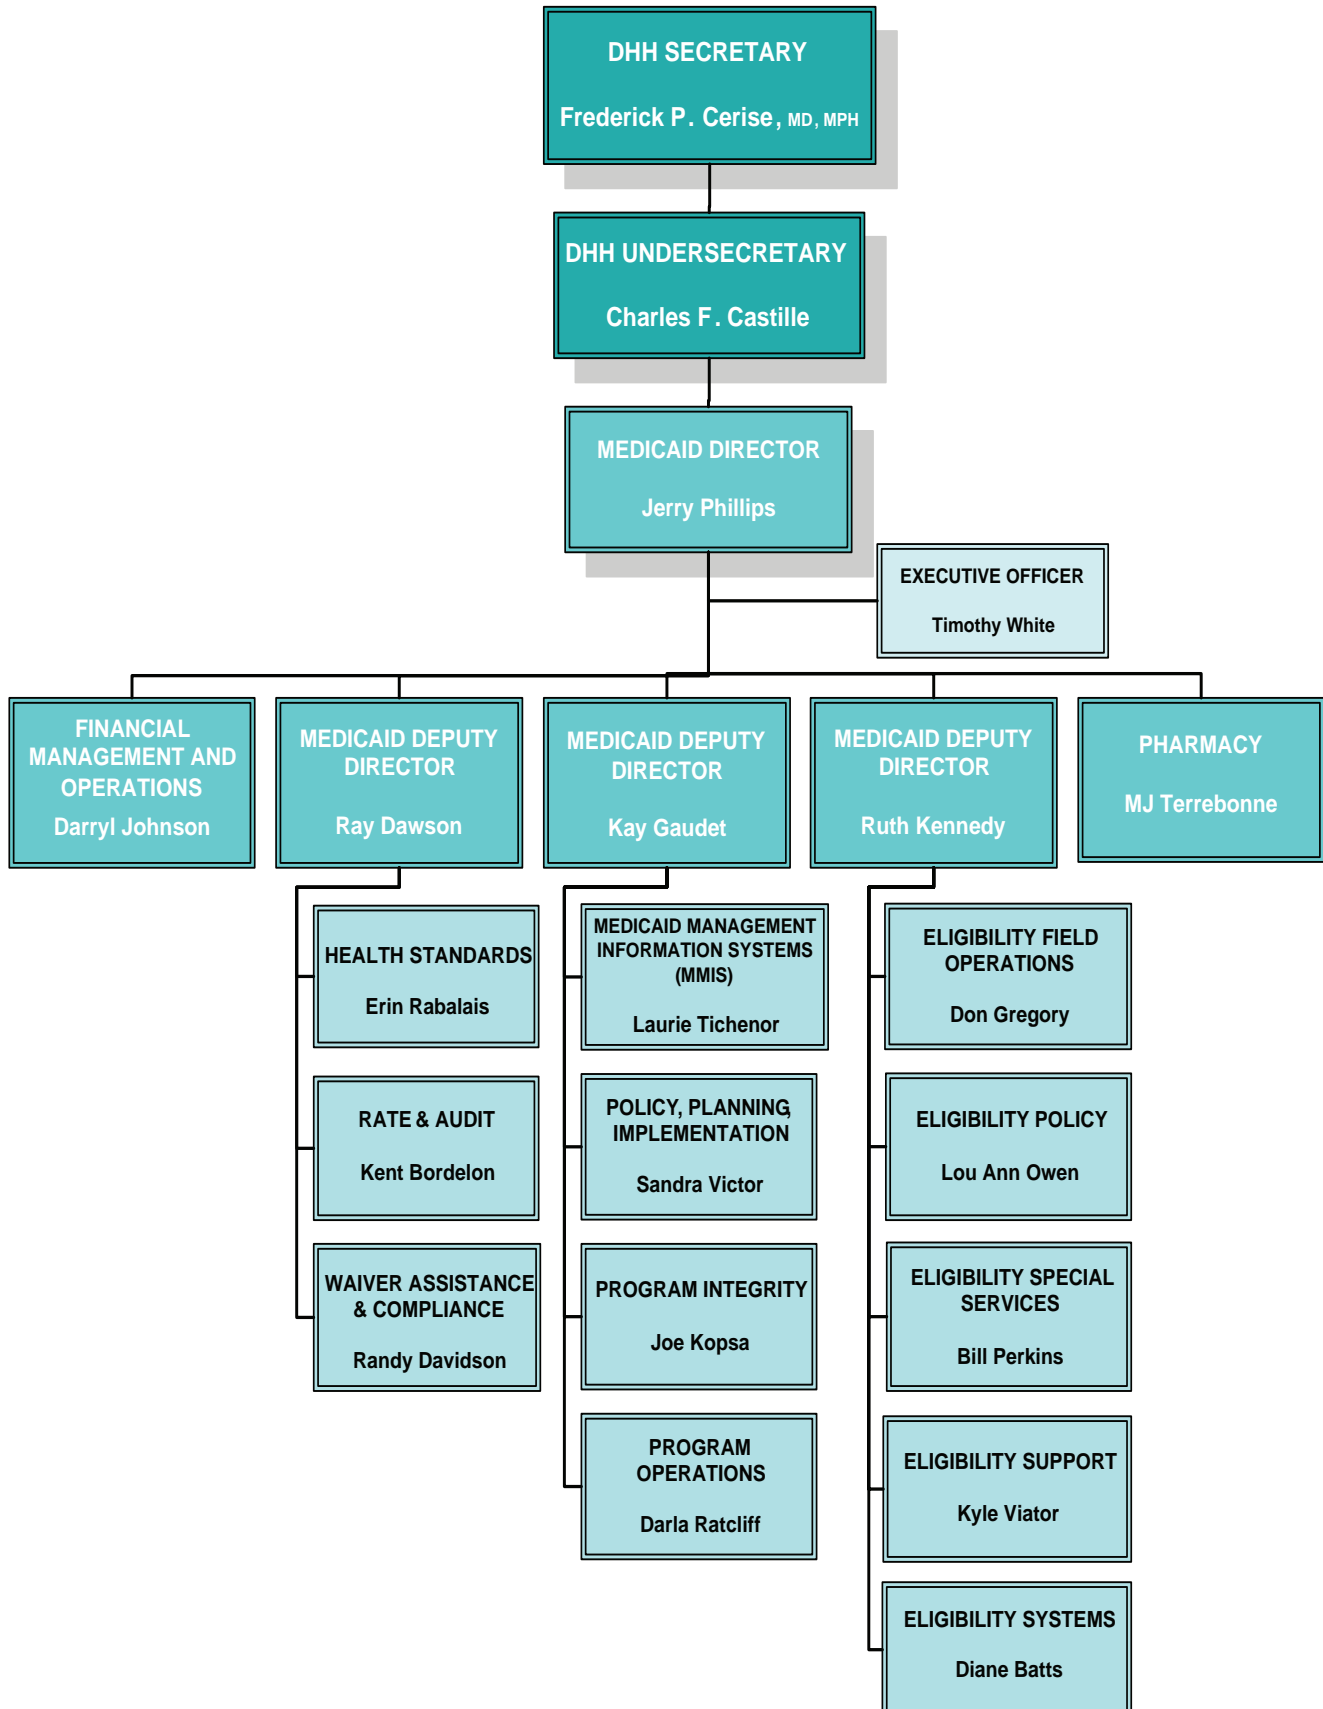 DHH SECRETARY
Frederick P. Cerise, MD, MPH
DHH UNDERSECRETARY
Charles F. Castille
MEDICAID DIRECTOR
Jerry Phillips
EXECUTIVE OFFICER
Timothy White
FINANCIAL
MANAGEMENT AND
OPERATIONS
Darryl Johnson
MEDICAID DEPUTY
DIRECTOR
Ray Dawson
MEDICAID DEPUTY
DIRECTOR
Kay Gaudet
MEDICAID DEPUTY
DIRECTOR
Ruth Kennedy
PHARMACY
MJ Terrebonne
HEALTH STANDARDS
Erin Rabalais
RATE & AUDIT
Kent Bordelon
WAIVER ASSISTANCE
& COMPLIANCE
Randy Davidson
MEDICAID MANAGEMENT
INFORMATION SYSTEMS
(MMIS)
Laurie Tichenor
POLICY, PLANNING,
IMPLEMENTATION
Sandra Victor
PROGRAM INTEGRITY
Joe Kopsa
PROGRAM
OPERATIONS
Darla Ratcliff
ELIGIBILITY FIELD
OPERATIONS
Don Gregory
ELIGIBILITY POLICY
Lou Ann Owen
ELIGIBILITY SPECIAL
SERVICES
Bill Perkins
ELIGIBILITY SUPPORT
Kyle Viator
ELIGIBILITY SYSTEMS
Diane Batts